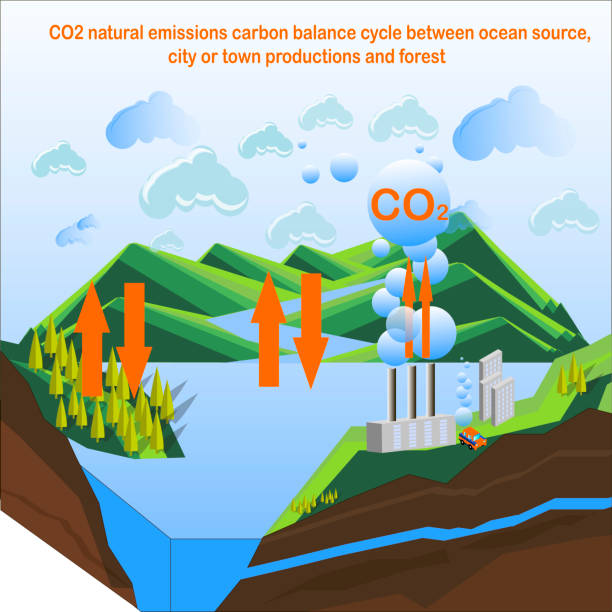 CO2 natural emissions carbon balance cycle between ocean source,
city or town productions and forest
CO₂